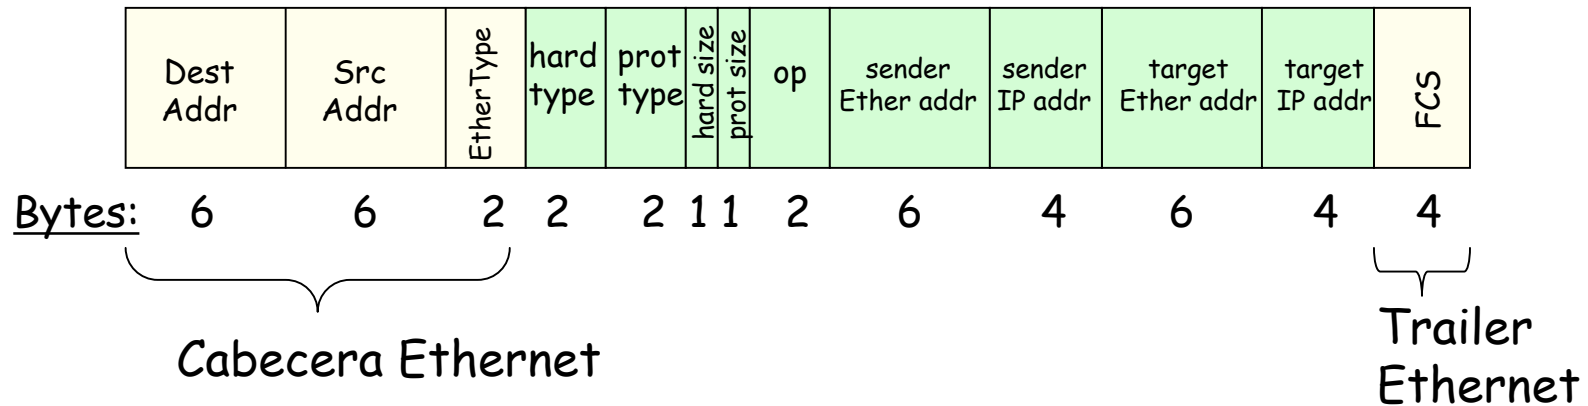 Dest
Addr
Src
Addr
EtherType
hard
type
prot
type
hard size
prot size
op
sender
Ether addr
sender
IP addr
target
Ether addr
target
IP addr
FCS
Bytes: 6 6 2 2 2 1 1 2 6 4 6 4 4
Cabecera Ethernet
Trailer
Ethernet